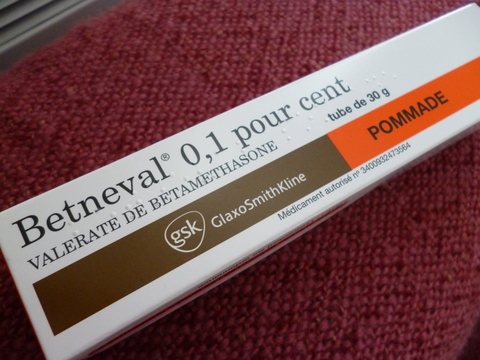 Betneval® 0,1 pour cent
VALERATE DE BETAMETHASONE
tube de 30 g
POMMADE
gsk GlaxoSmithKline
Médicament autorisé n° 3400932473564